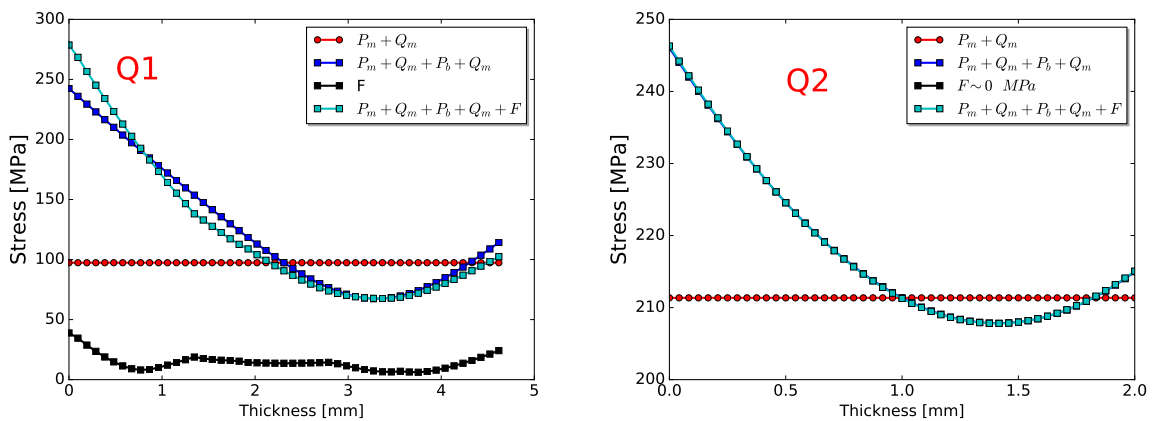 300
250
200
150
100
50
0
Stress [MPa]
Q1
P_m + Q_m
P_m + Q_m + P_b + Q_m
F
P_m + Q_m + P_b + Q_m + F
0 1 2 3 4 5
Thickness [mm]
250
240
230
220
210
200
Stress [MPa]
Q2
P_m + Q_m
P_m + Q_m + P_b + Q_m
F∼0 MPa
P_m + Q_m + P_b + Q_m + F
0.0 0.5 1.0 1.5 2.0
Thickness [mm]